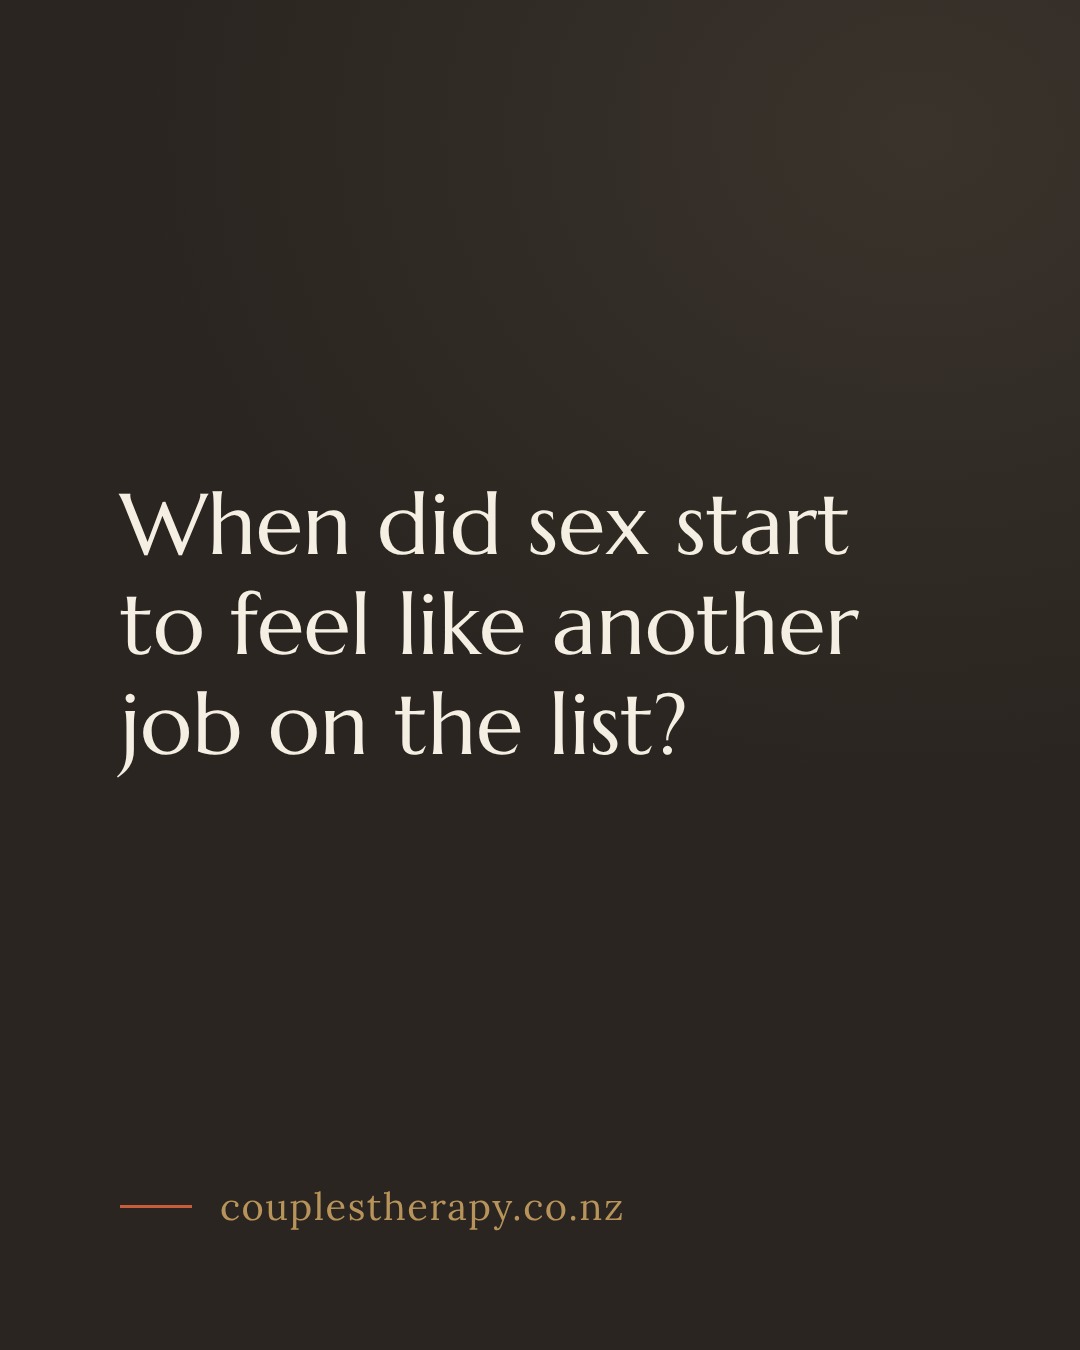 When did sex start
to feel like another
job on the list?
couplestherapy.co.nz